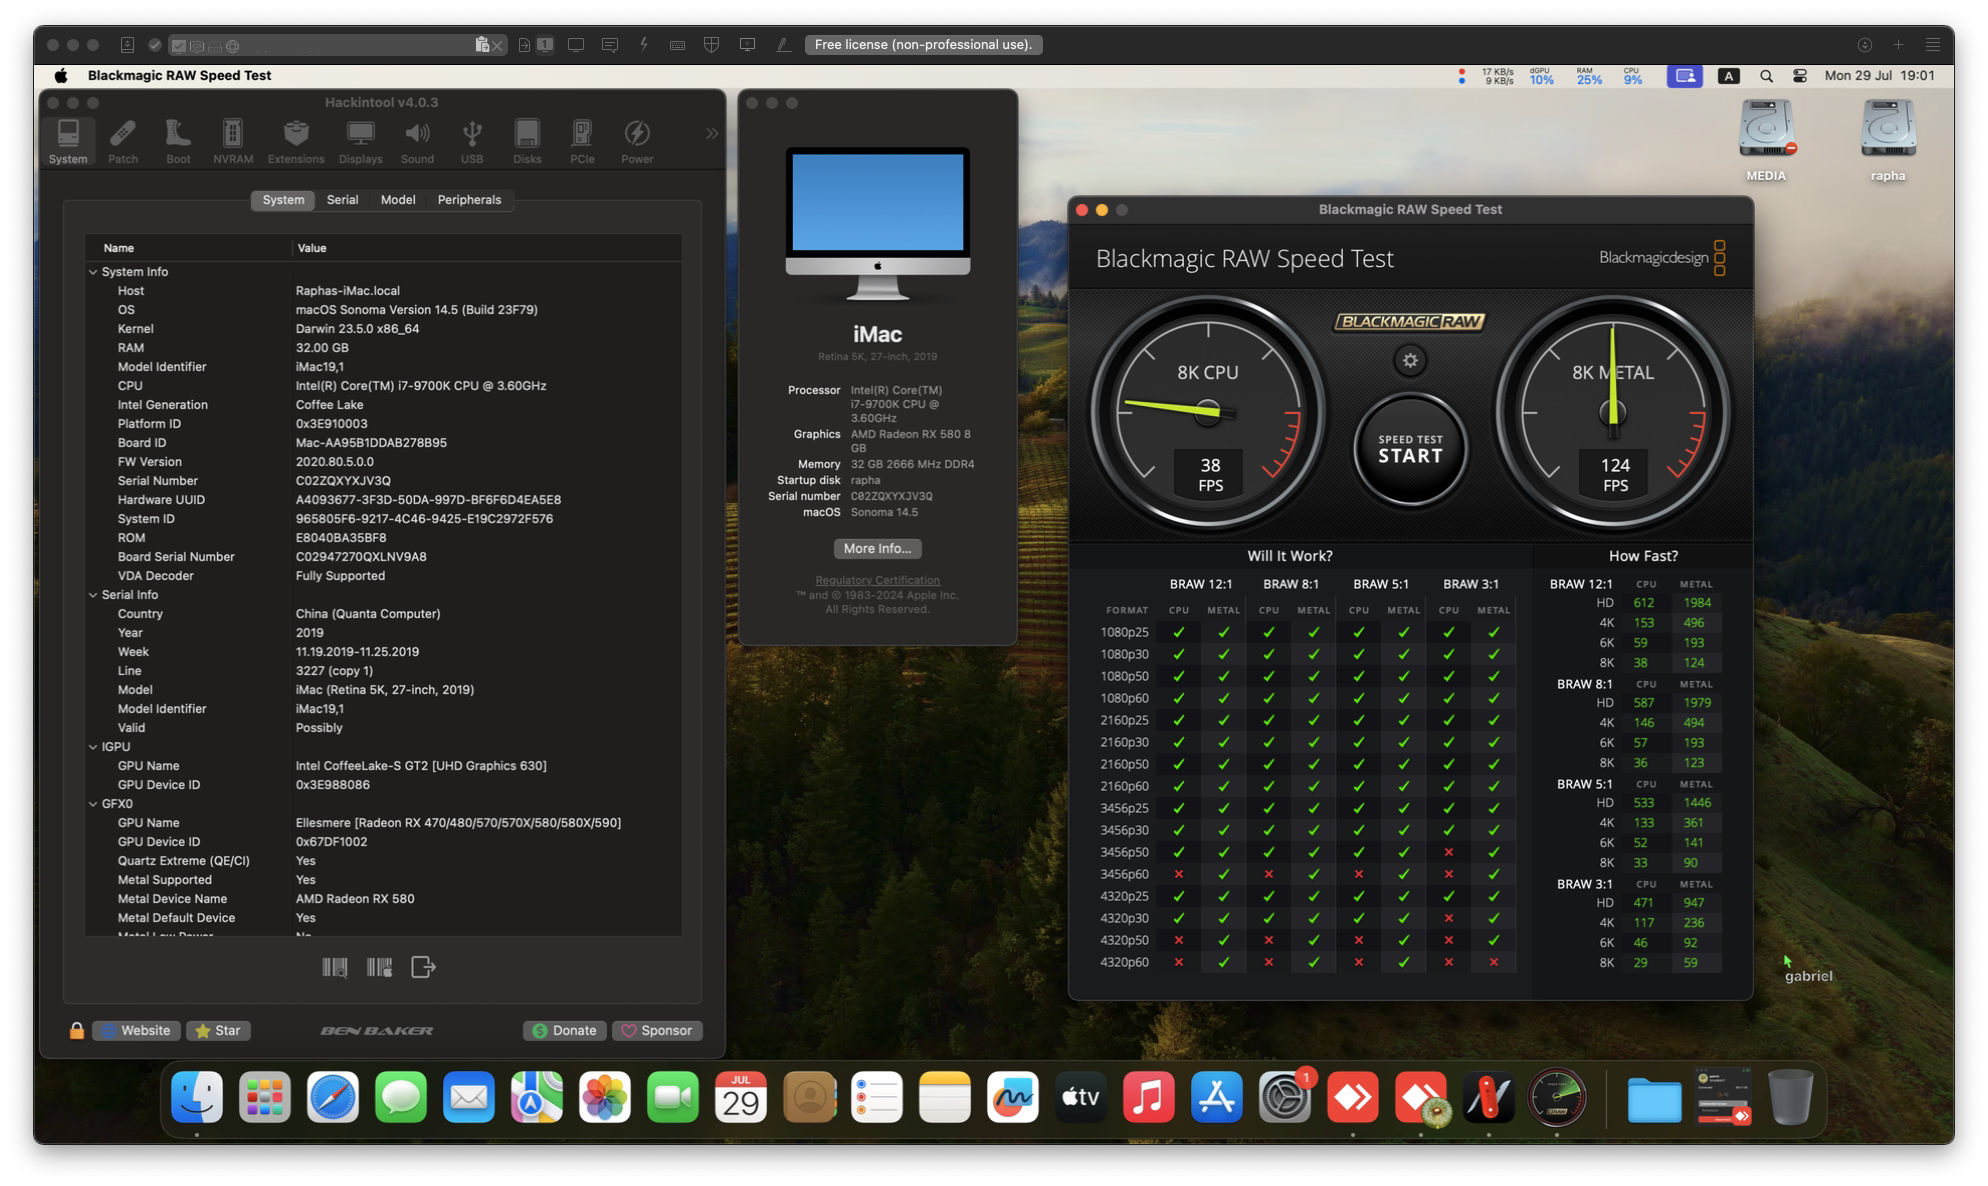 1
Free license (non-professional use).
Blackmagic RAW Speed Test
17 KB/s
9 KB/s
dGPU
10%
RAM
25%
CPU
9%
A
Mon 29 Jul 19:01
Hackintool v4.0.3
System Patch Boot NVRAM Extensions Displays Sound USB Disks PCIe Power
System Serial Model Peripherals
Name Value
System Info
Host Raphas-iMac.local
OS macOS Sonoma Version 14.5 (Build 23F79)
Kernel Darwin 23.5.0 x86_64
RAM 32.00 GB
Model Identifier iMac19,1
CPU Intel(R) Core(TM) i7-9700K CPU @ 3.60GHz
Intel Generation Coffee Lake
Platform ID 0x3E910003
Board ID Mac-AA95B1DDAB278B95
FW Version 2020.80.5.0.0
Serial Number C02ZQXYXJV3Q
Hardware UUID A4093677-3F3D-50DA-997D-BF6F6D4EA5E8
System ID 965805F6-9217-4C46-9425-E19C2972F576
ROM E8040BA35BF8
Board Serial Number C02947270QXLNV9A8
VDA Decoder Fully Supported
Serial Info
Country China (Quanta Computer)
Year 2019
Week 11.19.2019-11.25.2019
Line 3227 (copy 1)
Model iMac (Retina 5K, 27-inch, 2019)
Model Identifier iMac19,1
Valid Possibly
IGPU
GPU Name Intel CoffeeLake-S GT2 [UHD Graphics 630]
GPU Device ID 0x3E988086
GFX0
GPU Name Ellesmere [Radeon RX 470/480/570/570X/580/580X/590]
GPU Device ID 0x67DF1002
Quartz Extreme (QE/CI) Yes
Metal Supported Yes
Metal Device Name AMD Radeon RX 580
Metal Default Device Yes
Metal Low Power No
Website Star BEN BAKER Donate Sponsor
iMac
Retina 5K, 27-inch, 2019
Processor Intel(R) Core(TM)
i7-9700K CPU @
3.60GHz
Graphics AMD Radeon RX 580 8
GB
Memory 32 GB 2666 MHz DDR4
Startup disk rapha
Serial number C02ZQXYXJV3Q
macOS Sonoma 14.5
More Info...
Regulatory Certification
™ and © 1983-2024 Apple Inc.
All Rights Reserved.
MEDIA rapha
Blackmagic RAW Speed Test
Blackmagic RAW Speed Test Blackmagicdesign
BLACKMAGIC RAW
8K CPU
38
FPS
SPEED TEST
START
8K METAL
124
FPS
Will It Work?
BRAW 12:1 BRAW 8:1 BRAW 5:1 BRAW 3:1
FORMAT CPU METAL CPU METAL CPU METAL CPU METAL
1080p25
1080p30
1080p50
1080p60
2160p25
2160p30
2160p50
2160p60
3456p25
3456p30
3456p50
3456p60
4320p25
4320p30
4320p50
4320p60
How Fast?
BRAW 12:1 CPU METAL
HD 612 1984
4K 153 496
6K 59 193
8K 38 124
BRAW 8:1 CPU METAL
HD 587 1979
4K 146 494
6K 57 193
8K 36 123
BRAW 5:1 CPU METAL
HD 533 1446
4K 133 361
6K 52 141
8K 33 90
BRAW 3:1 CPU METAL
HD 471 947
4K 117 236
6K 46 92
8K 29 59
gabriel
JUL
29
tv
1